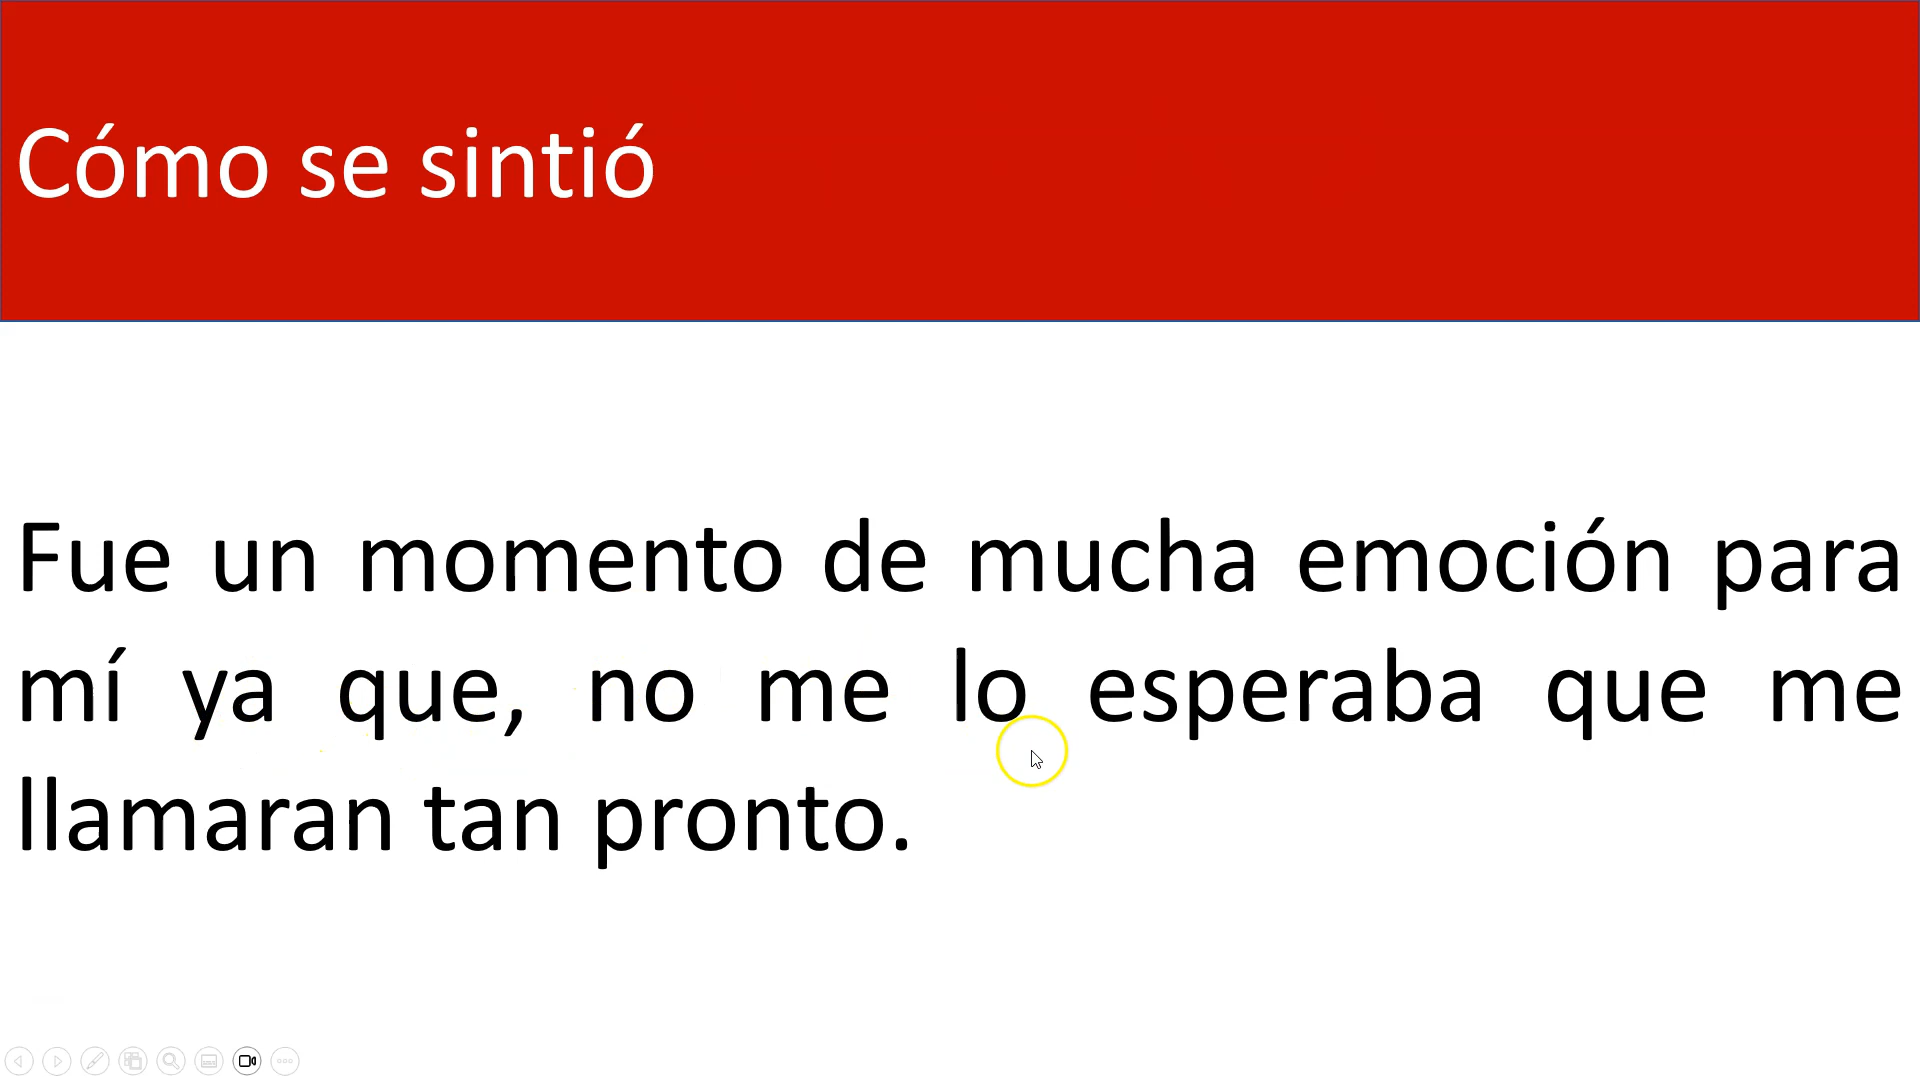 Cómo se sintió
Fue un momento de mucha emoción para
mí ya que, no me lo esperaba que me
llamaran tan pronto.